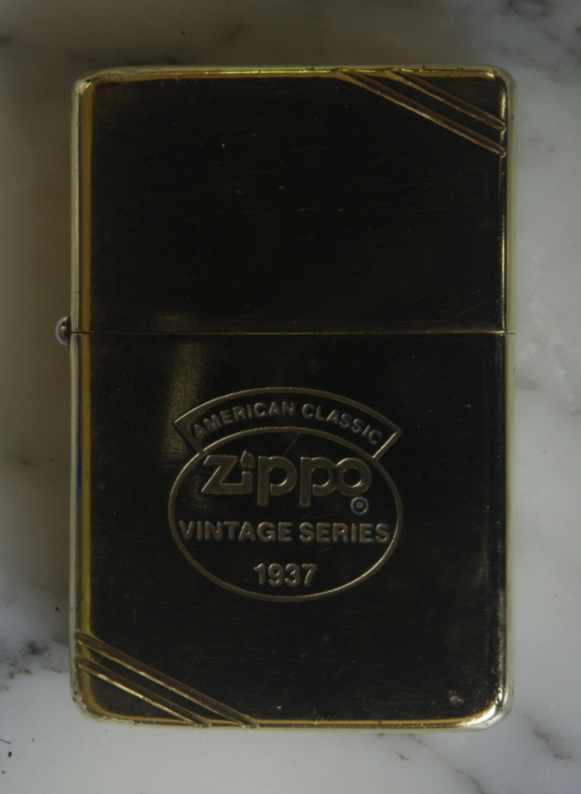 AMERICAN CLASSIC
Zippo®
VINTAGE SERIES
1937